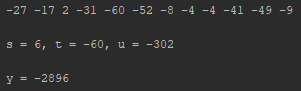 -27 -17 2 -31 -60 -52 -8 -4 -4 -41 -49 -9
s = 6, t = -60, u = -302
y = -2896